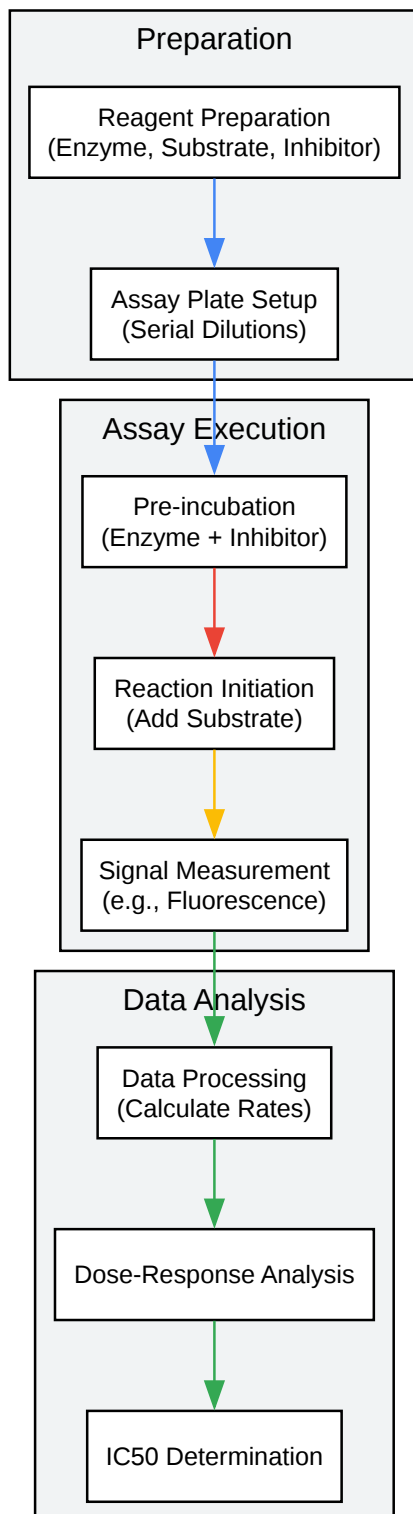 Preparation
Reagent Preparation
(Enzyme, Substrate, Inhibitor)
Assay Plate Setup
(Serial Dilutions)
Assay Execution
Pre-incubation
(Enzyme + Inhibitor)
Reaction Initiation
(Add Substrate)
Signal Measurement
(e.g., Fluorescence)
Data Analysis
Data Processing
(Calculate Rates)
Dose-Response Analysis
IC50 Determination